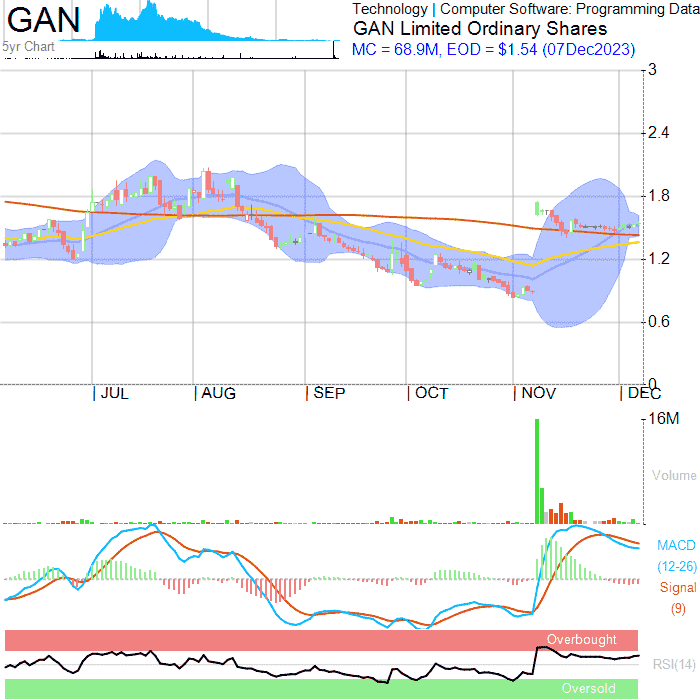 GAN
Technology | Computer Software: Programming Data
GAN Limited Ordinary Shares
5yr Chart
MC = 68.9M, EOD = $1.54 (07Dec2023)
3
2.4
1.8
1.2
0.6
0
JUL AUG SEP OCT NOV DEC
16M
Volume
MACD
(12-26)
Signal
(9)
Overbought
RSI(14)
Oversold